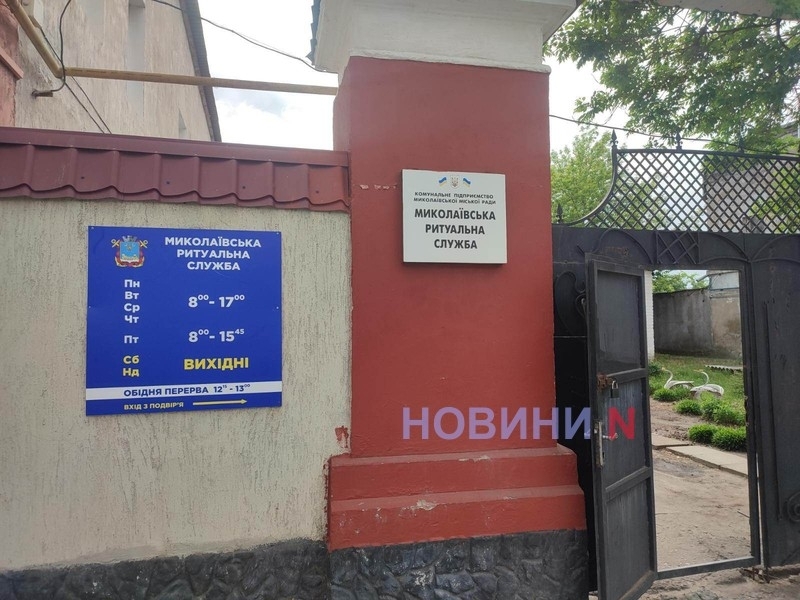 МИКОЛАЇВСЬКА
РИТУАЛЬНА
СЛУЖБА
Пн
Вт
Ср
Чт
8⁰⁰ - 17⁰⁰
Пт
8⁰⁰ - 15⁴⁵
Сб
Нд
ВИХІДНІ
ОБІДНЯ ПЕРЕРВА 12¹⁵ - 13⁰⁰
ВХІД З ПОДВІР'Я
КОМУНАЛЬНЕ ПІДПРИЄМСТВО
МИКОЛАЇВСЬКОЇ МІСЬКОЇ РАДИ
МИКОЛАЇВСЬКА
РИТУАЛЬНА
СЛУЖБА
НОВИНИ.N